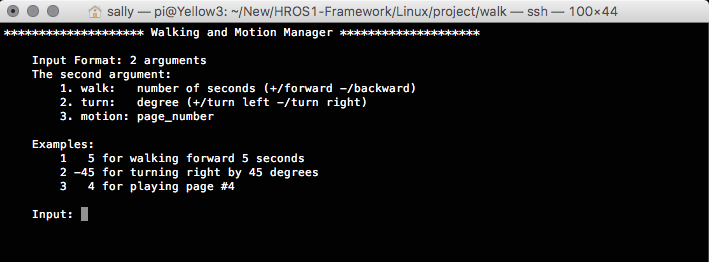 sally — pi@Yellow3: ~/New/HROS1-Framework/Linux/project/walk — ssh — 100×44
********************* Walking and Motion Manager *********************
Input Format: 2 arguments
The second argument:
1. walk:   number of seconds (+/forward -/backward)
2. turn:   degree (+/turn left -/turn right)
3. motion: page_number
Examples:
1   5 for walking forward 5 seconds
2 -45 for turning right by 45 degrees
3   4 for playing page #4
Input: